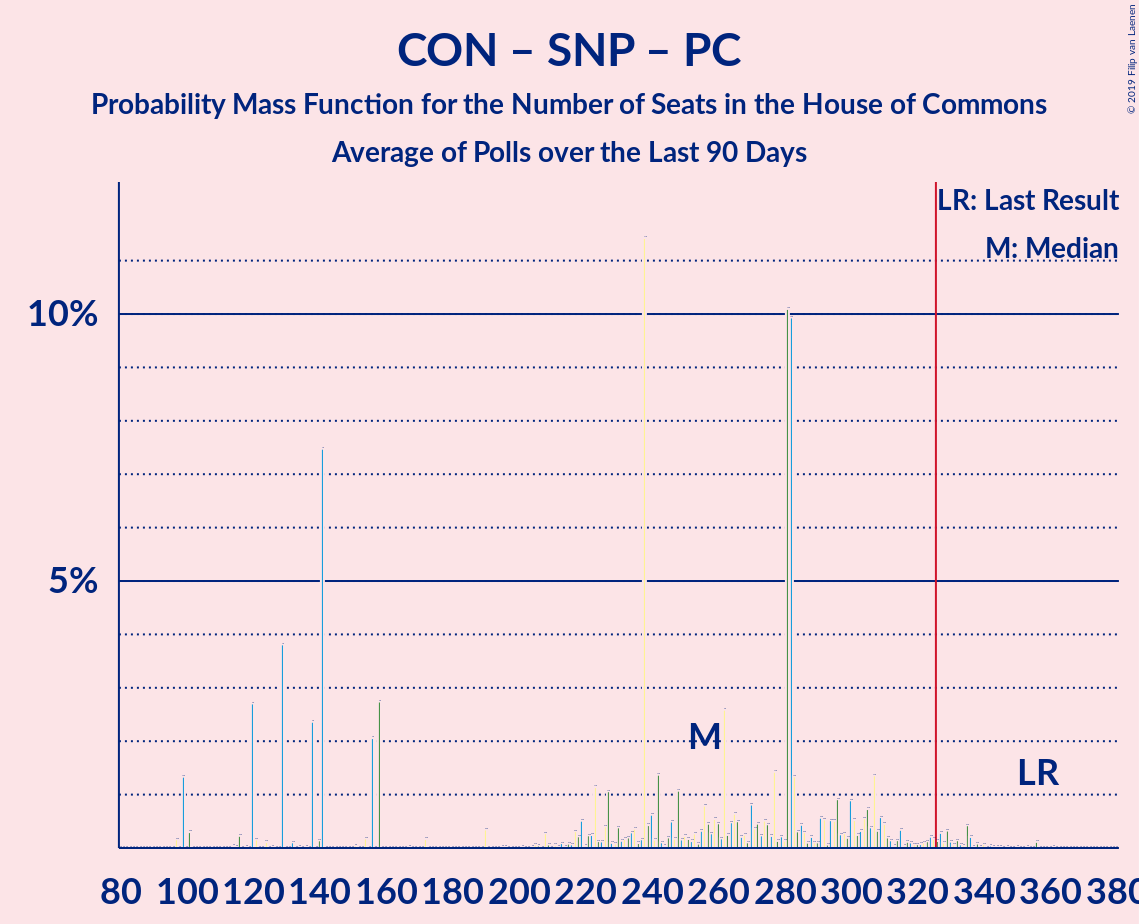 CON – SNP – PC
Probability Mass Function for the Number of Seats in the House of Commons
Average of Polls over the Last 90 Days
© 2019 Filip van Laenen
LR: Last Result
M: Median
10%
5%
M
LR
80 100 120 140 160 180 200 220 240 260 280 300 320 340 360 380